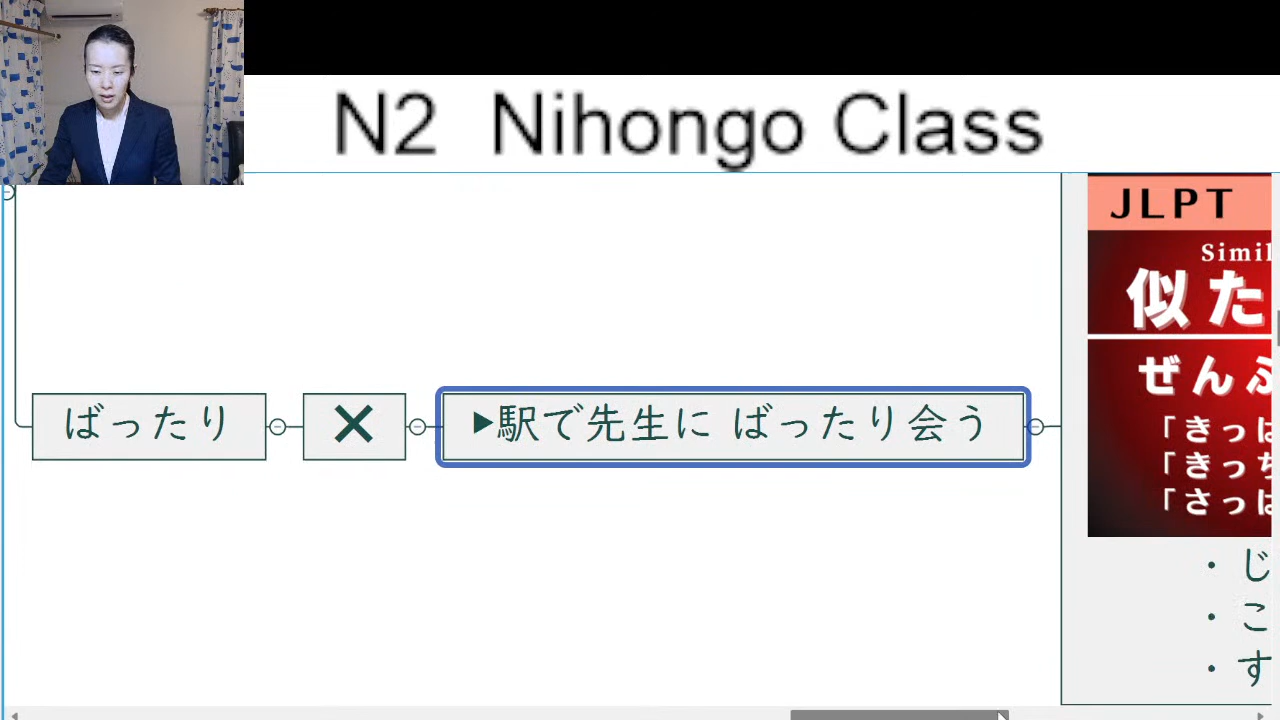 N2 Nihongo Class
JLPT
Simil
似た
ぜんぶ
「きっぱ
「きっち
「さっぱ
ばったり
×
▶駅で先生に ばったり会う
・じ
・こ
・す